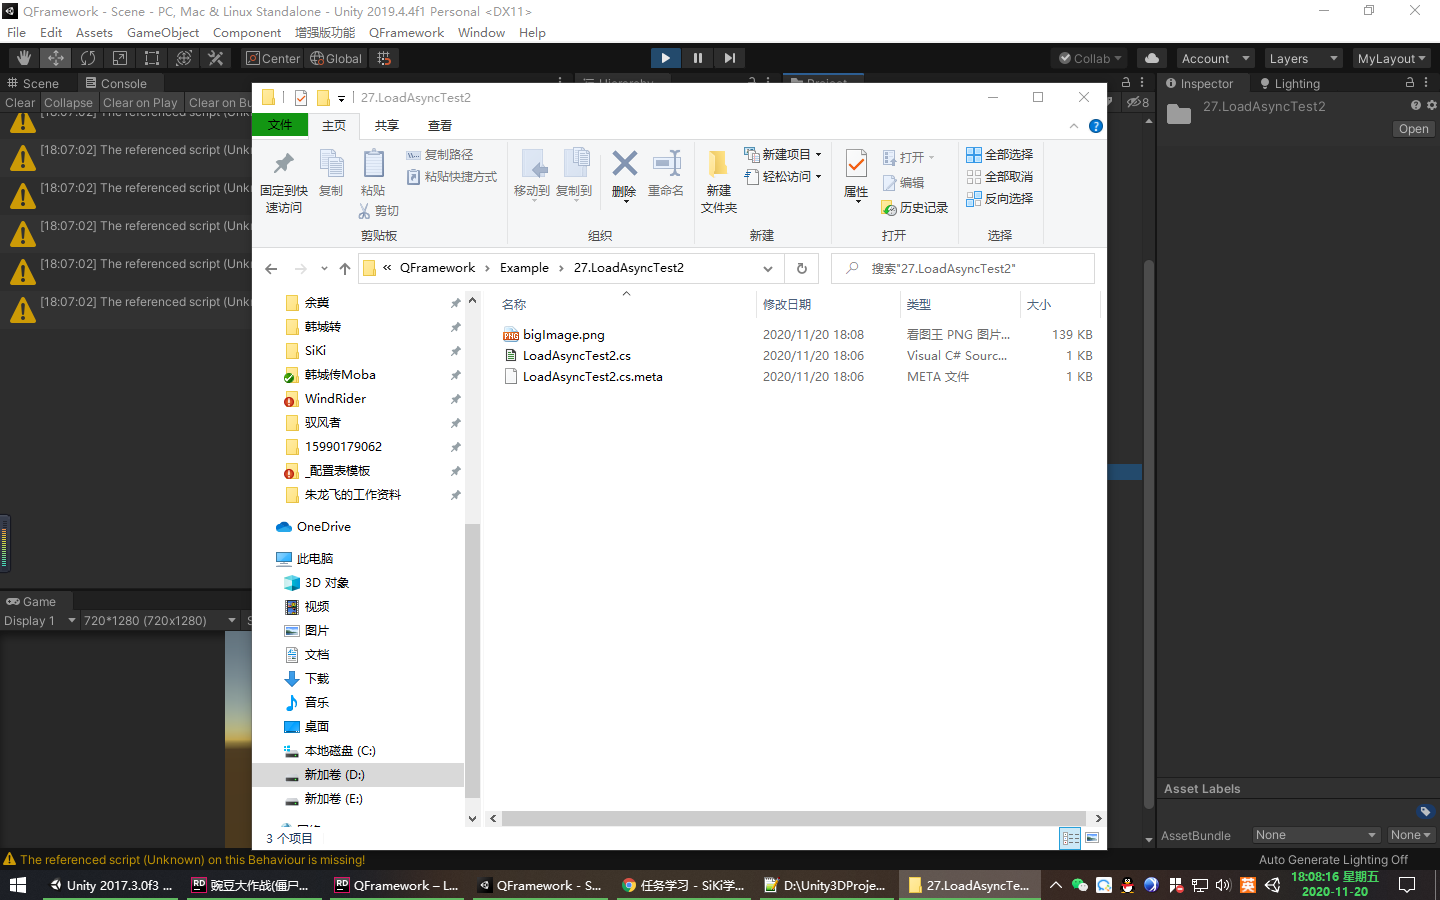 QFramework - Scene - PC, Mac & Linux Standalone - Unity 2019.4.4f1 Personal <DX11>
File Edit Assets GameObject Component 增强版功能 QFramework Window Help
Center Global Collab Account Layers MyLayout
Scene Console Inspector Lighting
Clear Collapse Clear on Play 8
27.LoadAsyncTest2
Open
[18:07:02] The referenced script
[18:07:02] The referenced script
[18:07:02] The referenced script
[18:07:02] The referenced script
[18:07:02] The referenced script
[18:07:02] The referenced script
27.LoadAsyncTest2
文件 主页 共享 查看
固定到快速访问
复制
粘贴
复制路径
粘贴快捷方式
剪切
剪贴板
移动到
复制到
删除
重命名
组织
新建文件夹
新建项目
轻松访问
新建
属性
打开
编辑
历史记录
打开
全部选择
全部取消
反向选择
选择
« QFramework › Example › 27.LoadAsyncTest2
搜索"27.LoadAsyncTest2"
余龚
韩城转
SiKi
韩城传Moba
WindRider
驭风者
15990179062
_配置表模板
朱龙飞的工作资料
OneDrive
此电脑
3D 对象
视频
图片
文档
下载
音乐
桌面
本地磁盘 (C:)
新加卷 (D:)
新加卷 (E:)
名称 修改日期 类型 大小
bigImage.png 2020/11/20 18:08 看图王 PNG 图片... 139 KB
LoadAsyncTest2.cs 2020/11/20 18:06 Visual C# Sourc... 1 KB
LoadAsyncTest2.cs.meta 2020/11/20 18:06 META 文件 1 KB
3 个项目
Game
Display 1 720*1280 (720x1280)
Asset Labels
AssetBundle None None
The referenced script (Unknown) on this Behaviour is missing!
Auto Generate Lighting Off
Unity 2017.3.0f3 ...
豌豆大作战(僵尸...
QFramework – L...
QFramework - S...
任务学习 - SiKi学...
D:\Unity3DProje...
27.LoadAsyncTe...
英
18:08:16 星期五
2020-11-20